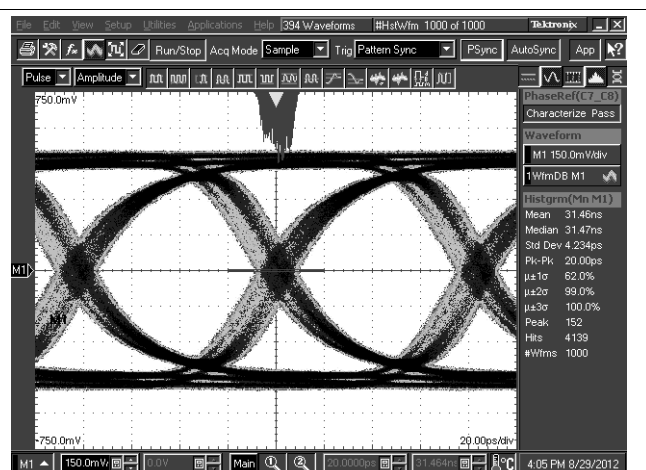 File Edit View Setup Utilities Applications Help 394 Waveforms #HstWfm 1000 of 1000 Tektronix
Run/Stop Acq Mode Sample Trig Pattern Sync PSync AutoSync App
Pulse Amplitude
750.0mV
PhaseRef(C7_C8)
Characterize Pass
Waveform
M1 150.0mV/div
1WfmDB M1
Histgrm(Mn M1)
Mean 31.46ns
Median 31.47ns
Std Dev 4.234ps
Pk-Pk 20.00ps
µ±1σ 62.0%
µ±2σ 99.0%
µ±3σ 100.0%
Peak 152
Hits 4139
#Wfms 1000
M1
M1
-750.0mV
20.00ps/div
M1 150.0mV/ 0.0V Main 1 2 20.0000ps 31.464n °C 4:05 PM 8/29/2012